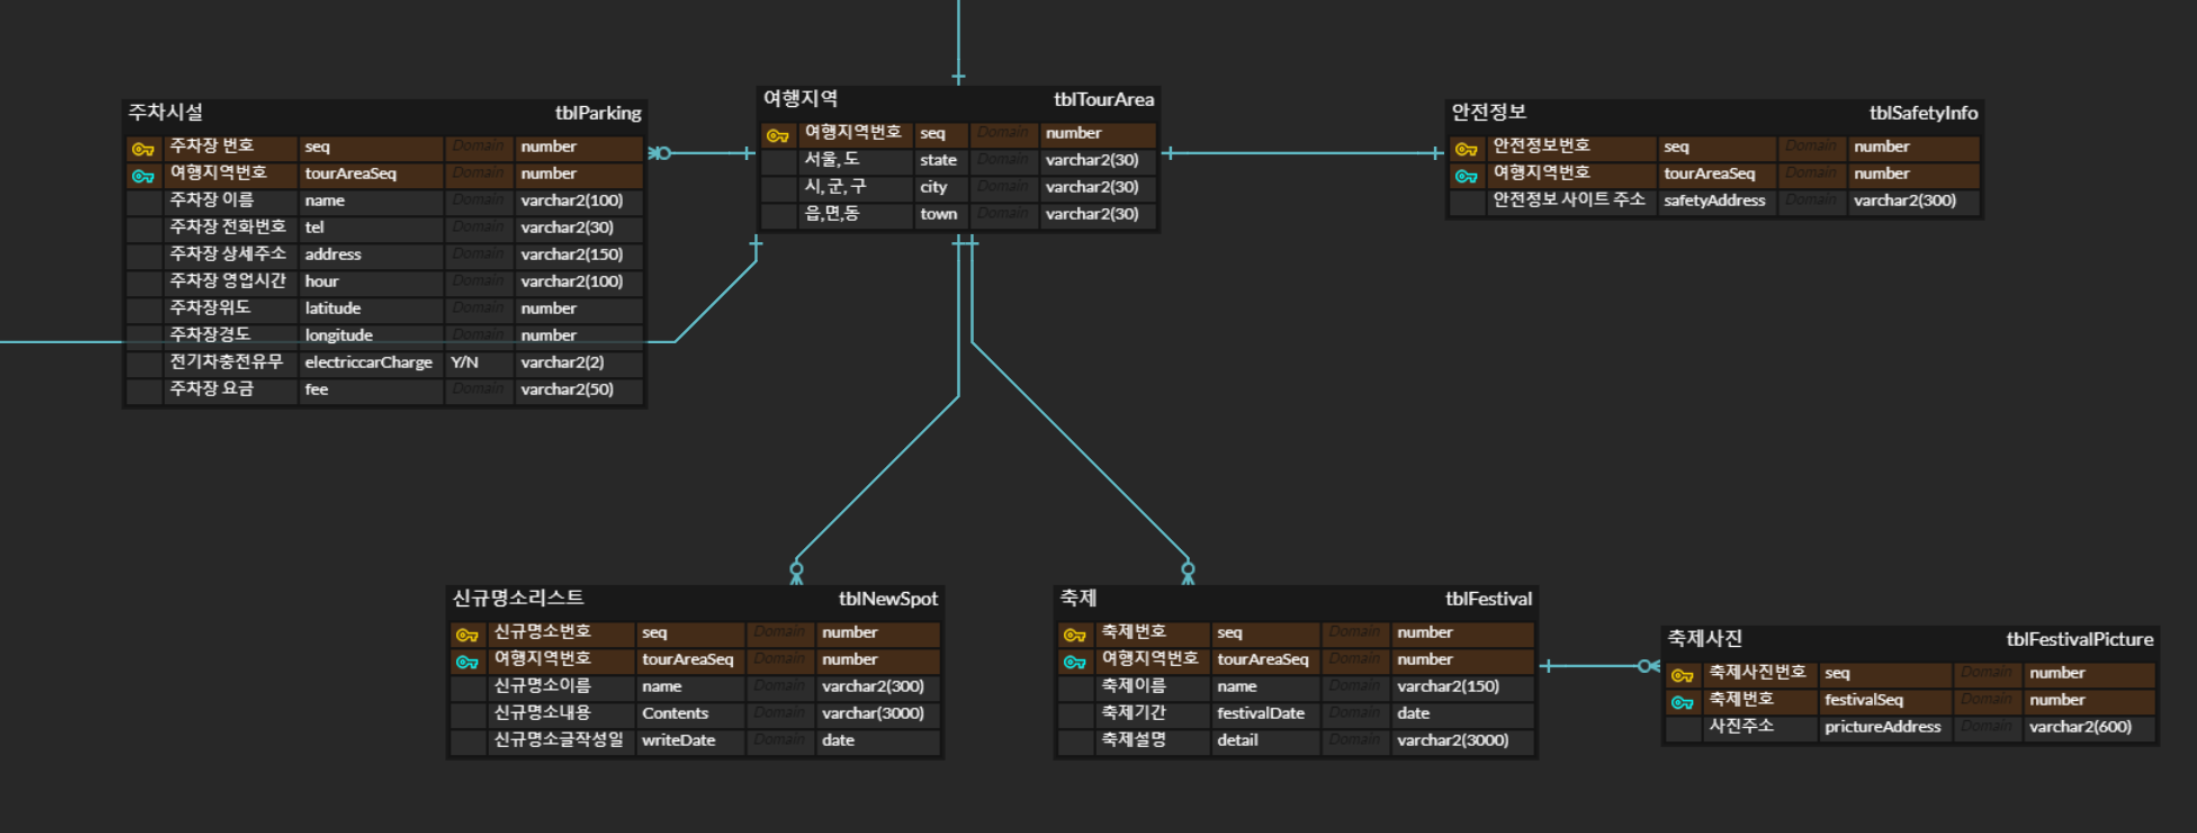 주차시설 tblParking
주차장 번호 seq Domain number
여행지역번호 tourAreaSeq Domain number
주차장 이름 name Domain varchar2(100)
주차장 전화번호 tel Domain varchar2(30)
주차장 상세주소 address Domain varchar2(150)
주차장 영업시간 hour Domain varchar2(100)
주차장위도 latitude Domain number
주차장경도 longitude Domain number
전기차충전유무 electriccarCharge Y/N varchar2(2)
주차장 요금 fee Domain varchar2(50)
여행지역 tblTourArea
여행지역번호 seq Domain number
서울, 도 state Domain varchar2(30)
시, 군, 구 city Domain varchar2(30)
읍,면,동 town Domain varchar2(30)
안전정보 tblSafetyInfo
안전정보번호 seq Domain number
여행지역번호 tourAreaSeq Domain number
안전정보 사이트 주소 safetyAddress Domain varchar2(300)
신규명소리스트 tblNewSpot
신규명소번호 seq Domain number
여행지역번호 tourAreaSeq Domain number
신규명소이름 name Domain varchar2(300)
신규명소내용 Contents Domain varchar(3000)
신규명소글작성일 writeDate Domain date
축제 tblFestival
축제번호 seq Domain number
여행지역번호 tourAreaSeq Domain number
축제이름 name Domain varchar2(150)
축제기간 festivalDate Domain date
축제설명 detail Domain varchar2(3000)
축제사진 tblFestivalPicture
축제사진번호 seq Domain number
축제번호 festivalSeq Domain number
사진주소 prictureAddress Domain varchar2(600)